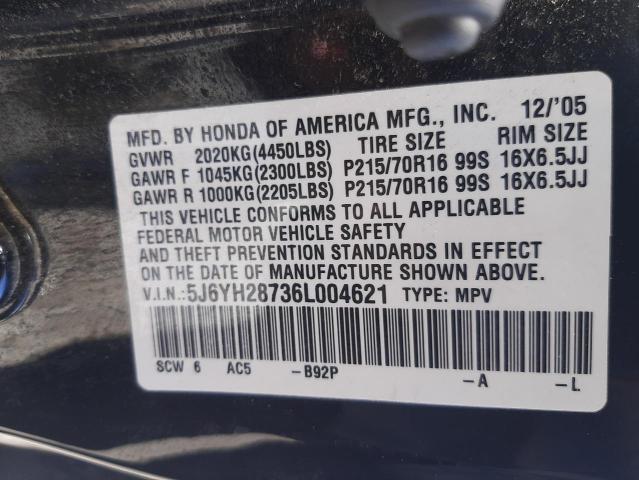 MFD. BY HONDA OF AMERICA MFG., INC. 12/'05
GVWR 2020KG(4450LBS) TIRE SIZE RIM SIZE
GAWR F 1045KG(2300LBS) P215/70R16 99S 16X6.5JJ
GAWR R 1000KG(2205LBS) P215/70R16 99S 16X6.5JJ
THIS VEHICLE CONFORMS TO ALL APPLICABLE
FEDERAL MOTOR VEHICLE SAFETY
AND THEFT PREVENTION STANDARDS IN EFFECT
ON THE DATE OF MANUFACTURE SHOWN ABOVE.
V.I.N.:5J6YH28736L004621 TYPE: MPV
SCW 6 AC5 -B92P -A -L